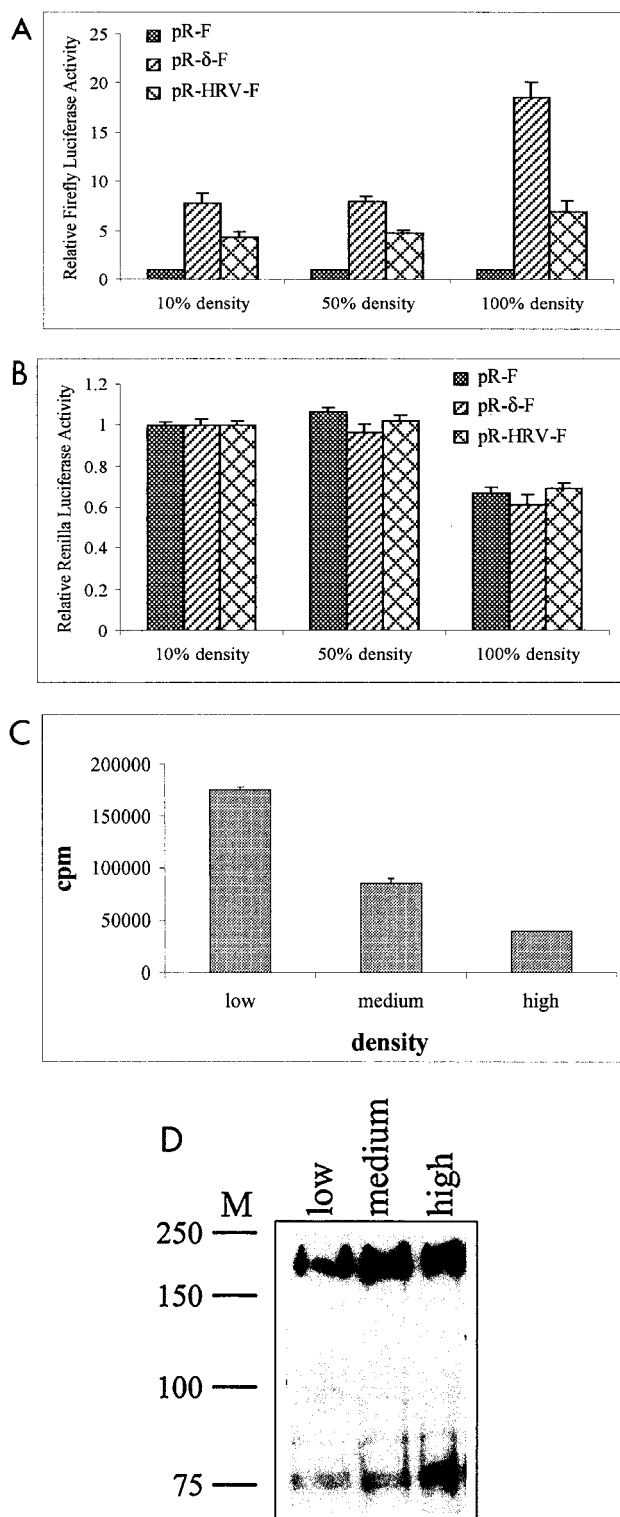 A
Relative Firefly Luciferase Activity
25
20
15
10
5
0
pR-F
pR-δ-F
pR-HRV-F
10% density
50% density
100% density
B
Relative Renilla Luciferase Activity
1.2
1
0.8
0.6
0.4
0.2
0
pR-F
pR-δ-F
pR-HRV-F
10% density
50% density
100% density
C
cpm
200000
150000
100000
50000
0
low
medium
high
density
D
M
low
medium
high
250
150
100
75